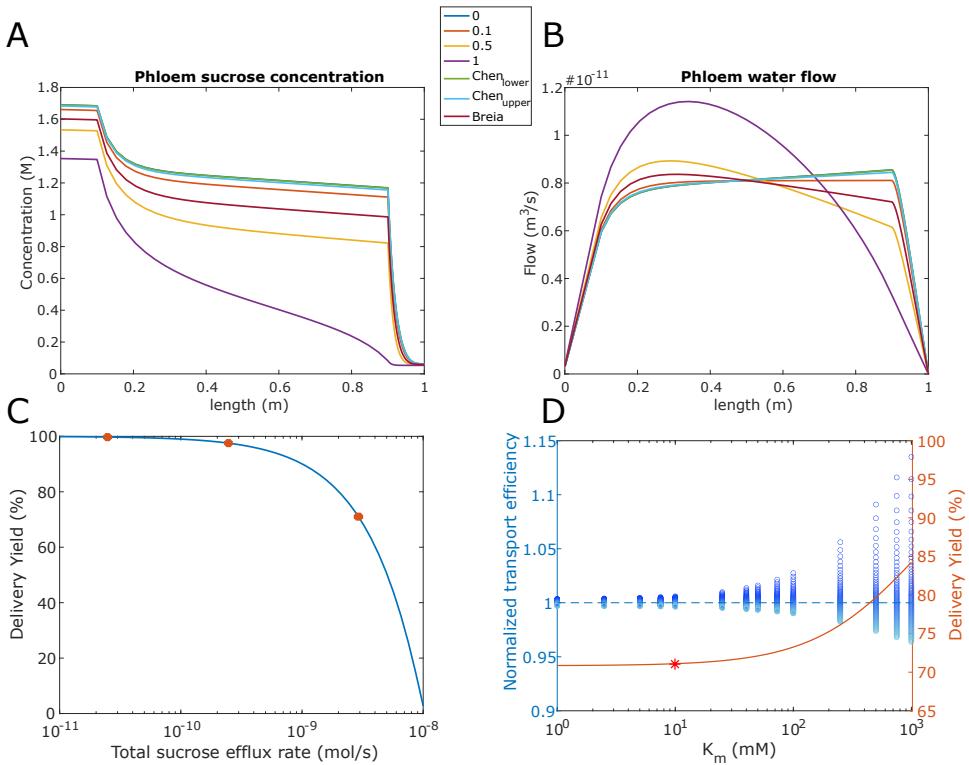 A
0
0.1
0.5
1
Chen_lower
Chen_upper
Breia
B
Phloem sucrose concentration
1.8
1.6
1.4
1.2
1
0.8
0.6
0.4
0.2
0
Concentration (M)
0 0.2 0.4 0.6 0.8 1
length (m)
Phloem water flow
#10^-11
1.2
1
0.8
0.6
0.4
0.2
0
Flow (m^3/s)
0 0.2 0.4 0.6 0.8 1
length (m)
C
100
80
60
40
20
0
Delivery Yield (%)
10^-11 10^-10 10^-9 10^-8
Total sucrose efflux rate (mol/s)
D
1.15
1.1
1.05
1
0.95
0.9
Normalized transport efficiency
100
95
90
85
80
75
70
65
Delivery Yield (%)
10^0 10^1 10^2 10^3
K_m (mM)